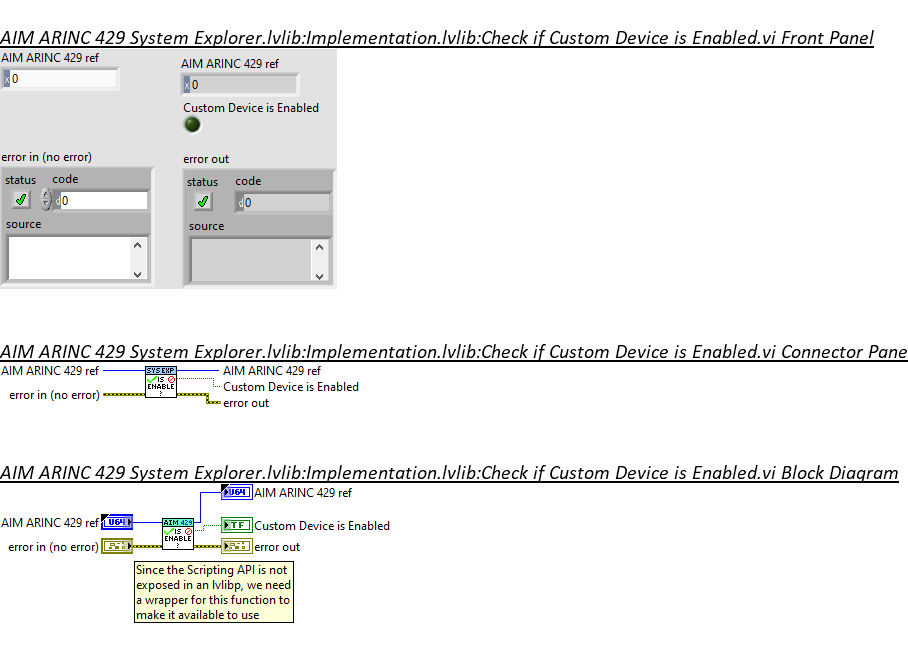 AIM ARINC 429 System Explorer.lvlib:Implementation.lvlib:Check if Custom Device is Enabled.vi Front Panel
AIM ARINC 429 ref
x 0
AIM ARINC 429 ref
x 0
Custom Device is Enabled
error in (no error)
status code
d 0
source
error out
status code
d 0
source
AIM ARINC 429 System Explorer.lvlib:Implementation.lvlib:Check if Custom Device is Enabled.vi Connector Pane
AIM ARINC 429 ref
error in (no error)
SYS EXP
IS
ENABLE
?
AIM ARINC 429 ref
Custom Device is Enabled
error out
AIM ARINC 429 System Explorer.lvlib:Implementation.lvlib:Check if Custom Device is Enabled.vi Block Diagram
U64 AIM ARINC 429 ref
AIM ARINC 429 ref U64
AIM 429
IS
ENABLE
?
TF Custom Device is Enabled
error in (no error)
error out
Since the Scripting API is not
exposed in an lvlibp, we need
a wrapper for this function to
make it available to use